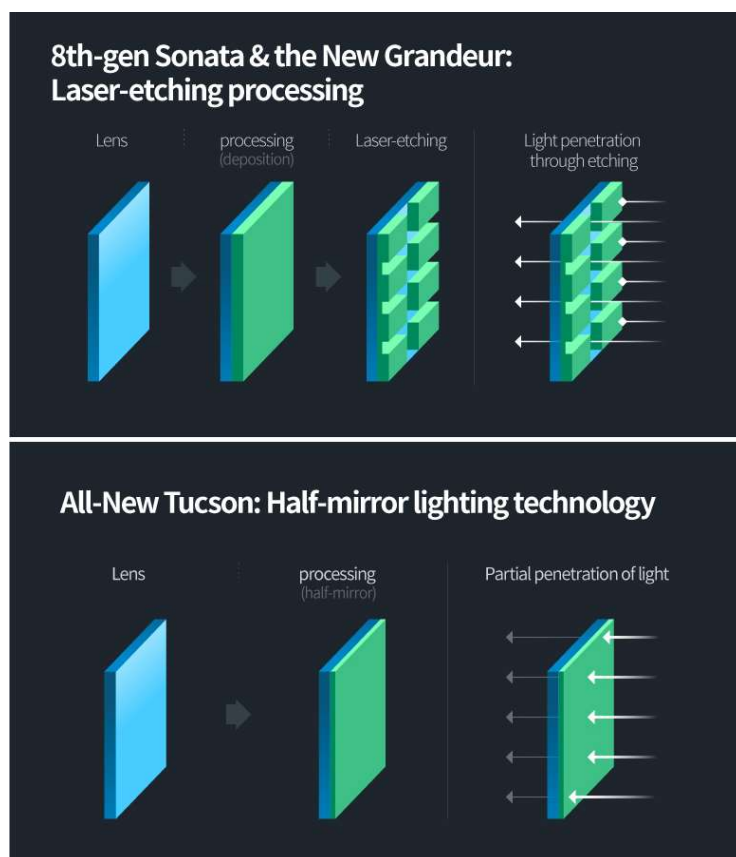 8th-gen Sonata & the New Grandeur:
Laser-etching processing
Lens
processing
(deposition)
Laser-etching
Light penetration
through etching
All-New Tucson: Half-mirror lighting technology
Lens
processing
(half-mirror)
Partial penetration of light